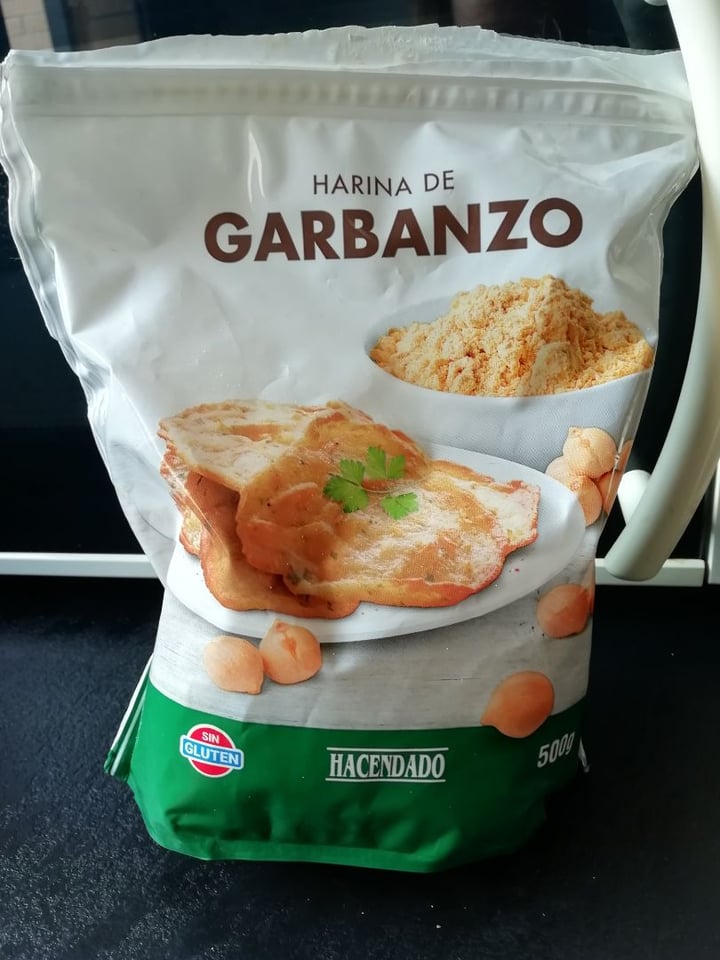 HARINA DE
GARBANZO
SIN
GLUTEN
HACENDADO
500g